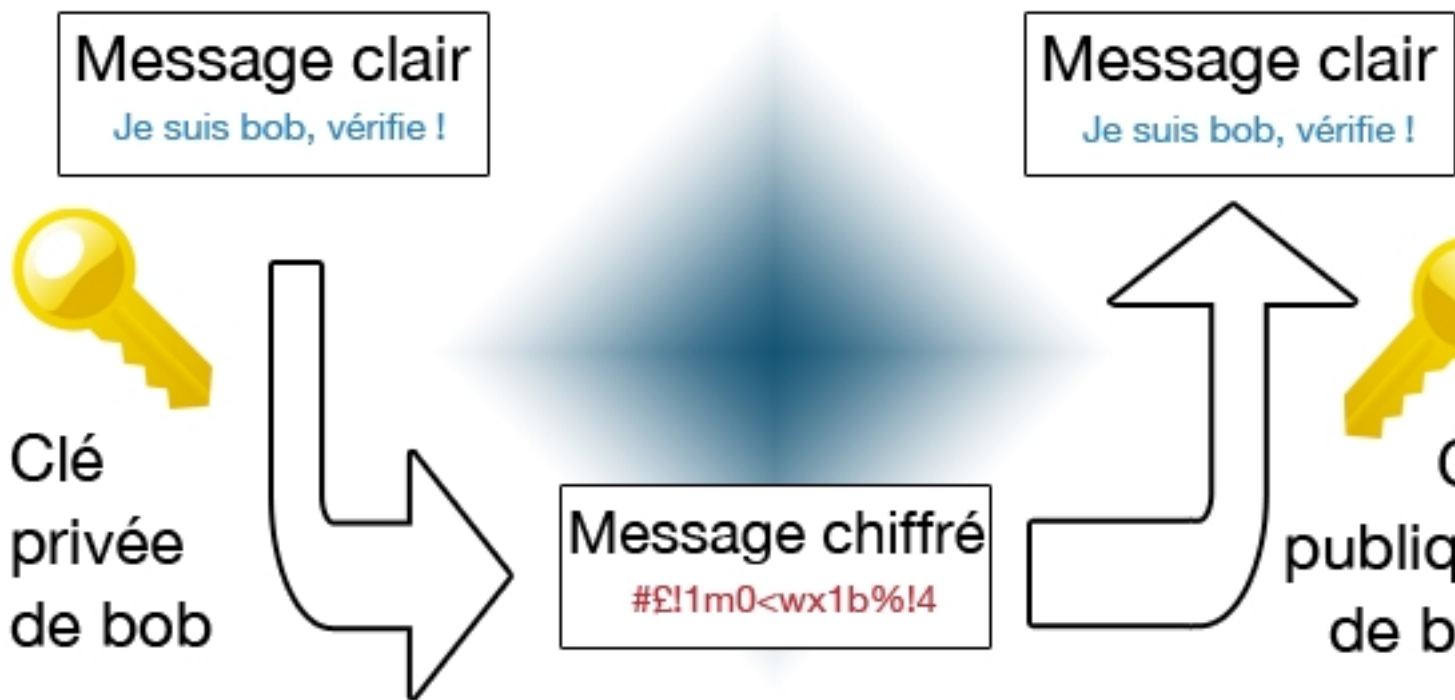 Message clair
Je suis bob, vérifie !
Message clair
Je suis bob, vérifie !
Clé
privée
de bob
Message chiffré
#£!1m0<wx1b%!4
de